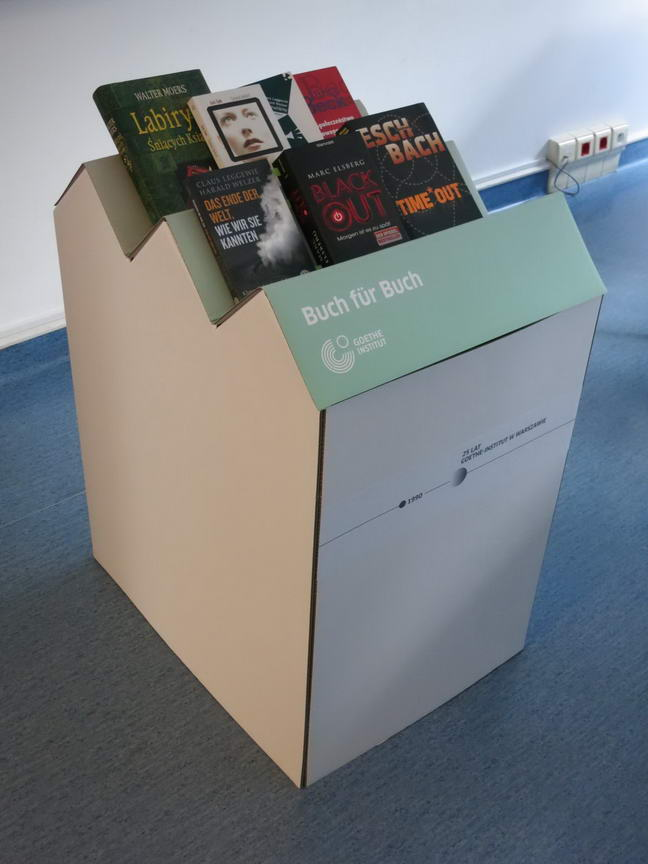 WALTER MOERS
Labiry
Śniących Ksi
CLAUS LEGGEWIE
HARALD WELZER
DAS ENDE DER
WELT,
WIE WIR SIE
KANNTEN
MARC ELSBERG
BLACK
OUT
Morgen ist es zu spät
ESCH
BACH
TIME*OUT
Buch für Buch
GOETHE
INSTITUT
25 LAT
GOETHE-INSTITUT W WARSZAWIE
1990